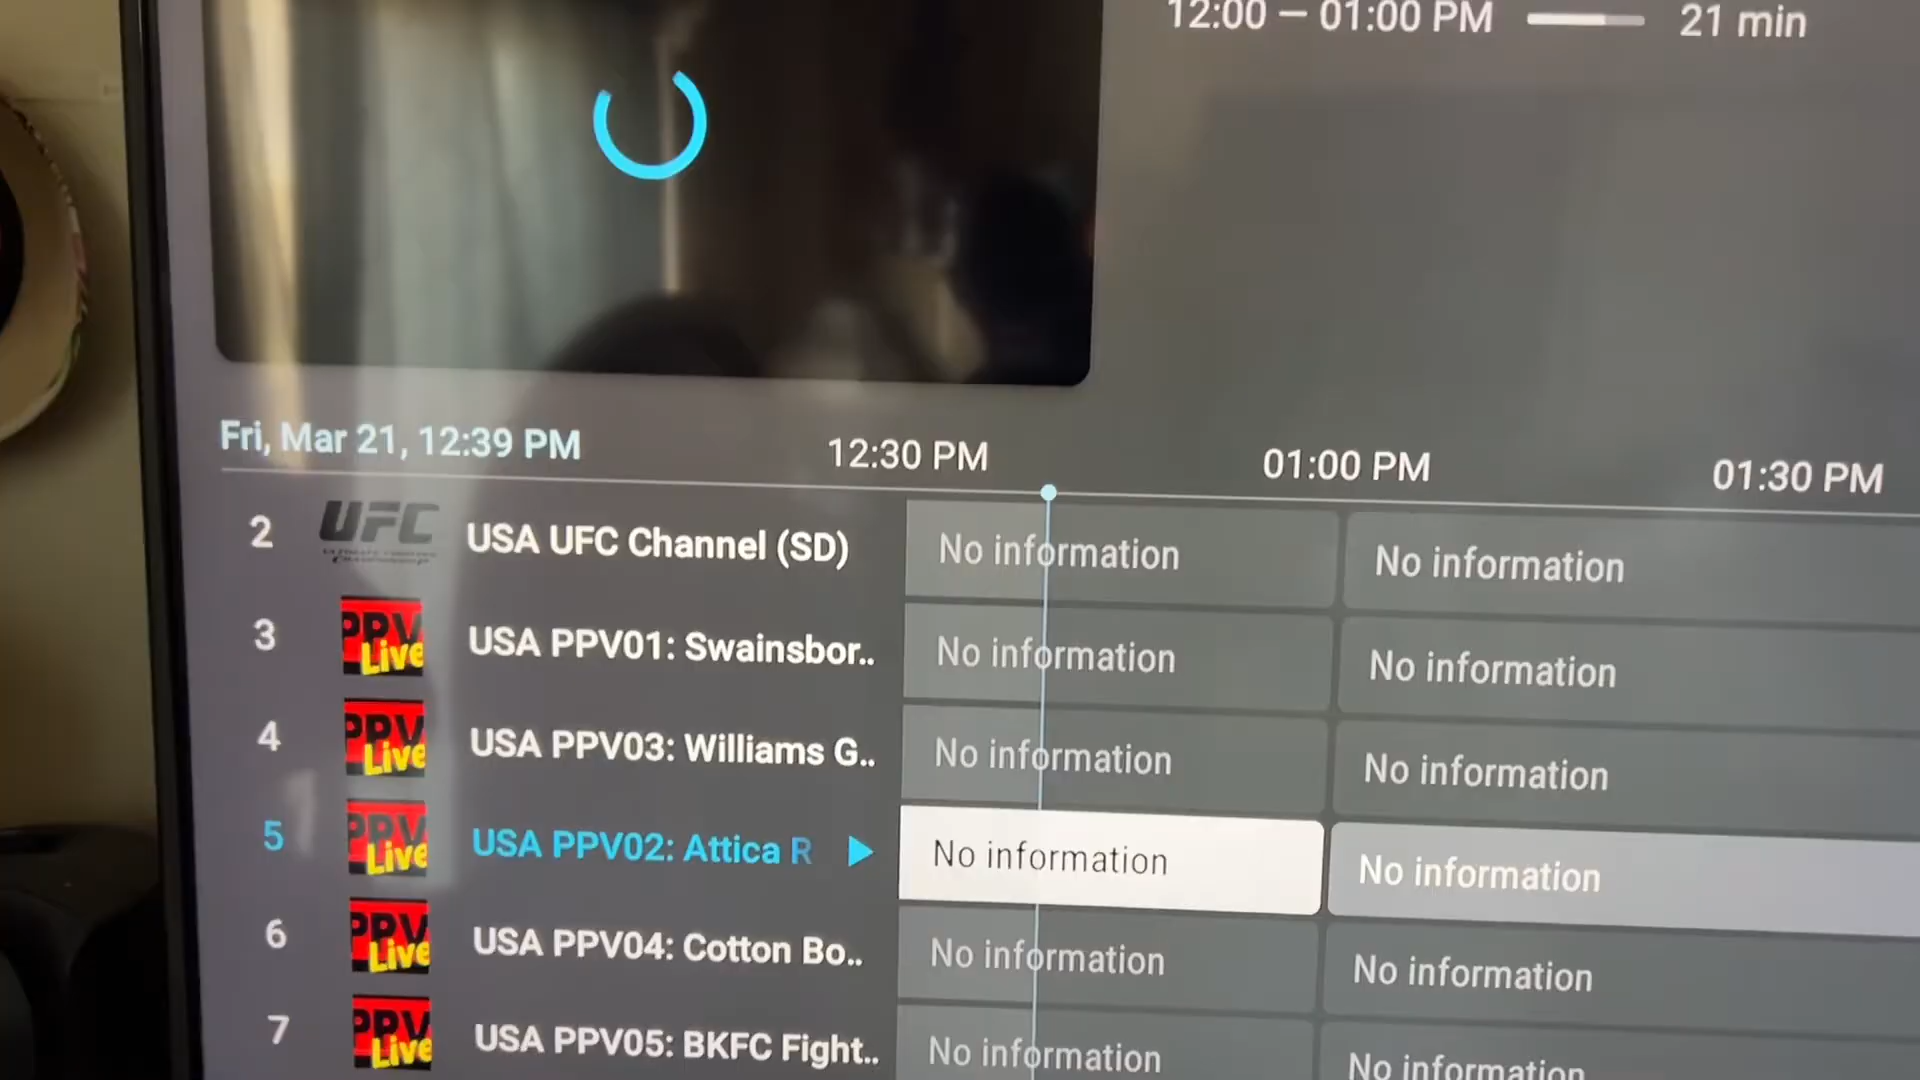 12:00 – 01:00 PM 21 min
Fri, Mar 21, 12:39 PM 12:30 PM 01:00 PM 01:30 PM
2 UFC USA UFC Channel (SD) No information No information
3 PPV Live USA PPV01: Swainsbor.. No information No information
4 PPV Live USA PPV03: Williams G.. No information No information
5 PPV Live USA PPV02: Attica R No information No information
6 PPV Live USA PPV04: Cotton Bo.. No information No information
7 PPV Live USA PPV05: BKFC Fight.. No information No information